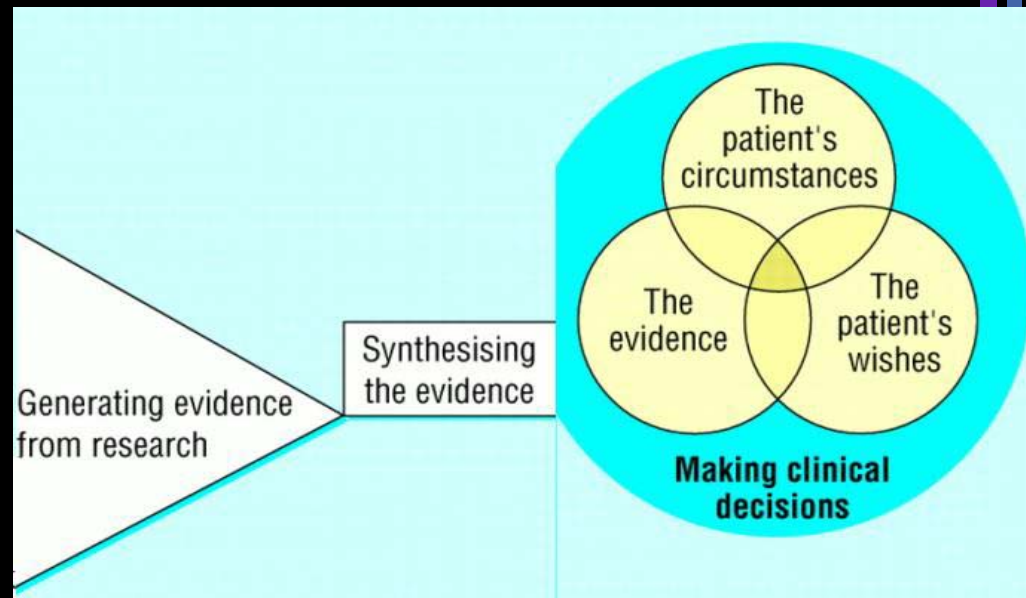 Generating evidence
from research
Synthesising
the evidence
The
patient's
circumstances
The
evidence
The
patient's
wishes
Making clinical
decisions